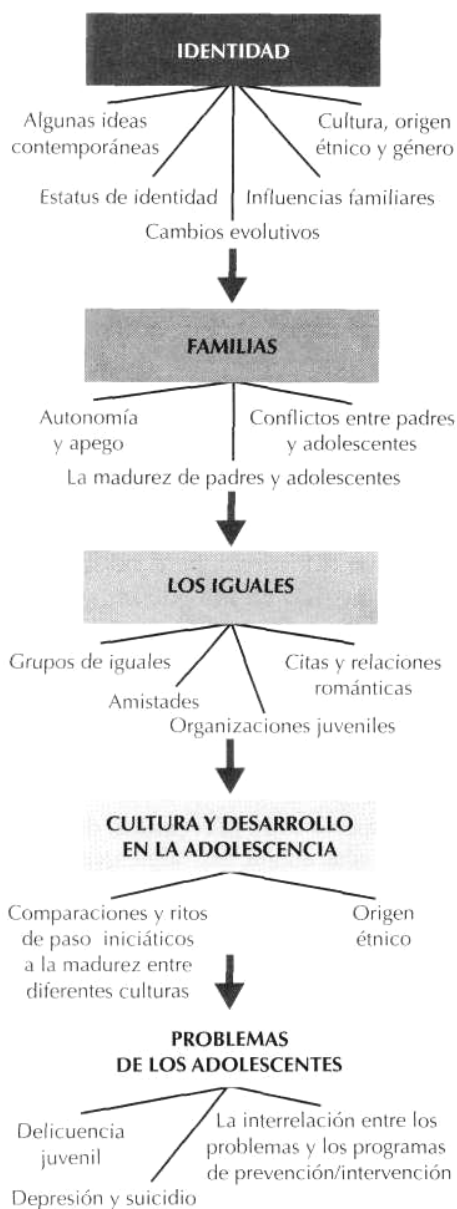 IDENTIDAD
Algunas ideas
contemporáneas
Cultura, origen
étnico y género
Estatus de identidad
Influencias familiares
Cambios evolutivos
FAMILIAS
Autonomía
y apego
Conflictos entre padres
y adolescentes
La madurez de padres y adolescentes
LOS IGUALES
Grupos de iguales
Citas y relaciones
románticas
Amistades
Organizaciones juveniles
CULTURA Y DESARROLLO
EN LA ADOLESCENCIA
Comparaciones y ritos
de paso iniciáticos
a la madurez entre
diferentes culturas
Origen
étnico
PROBLEMAS
DE LOS ADOLESCENTES
Delicuencia
juvenil
La interrelación entre los
problemas y los programas
de prevención/intervención
Depresión y suicidio